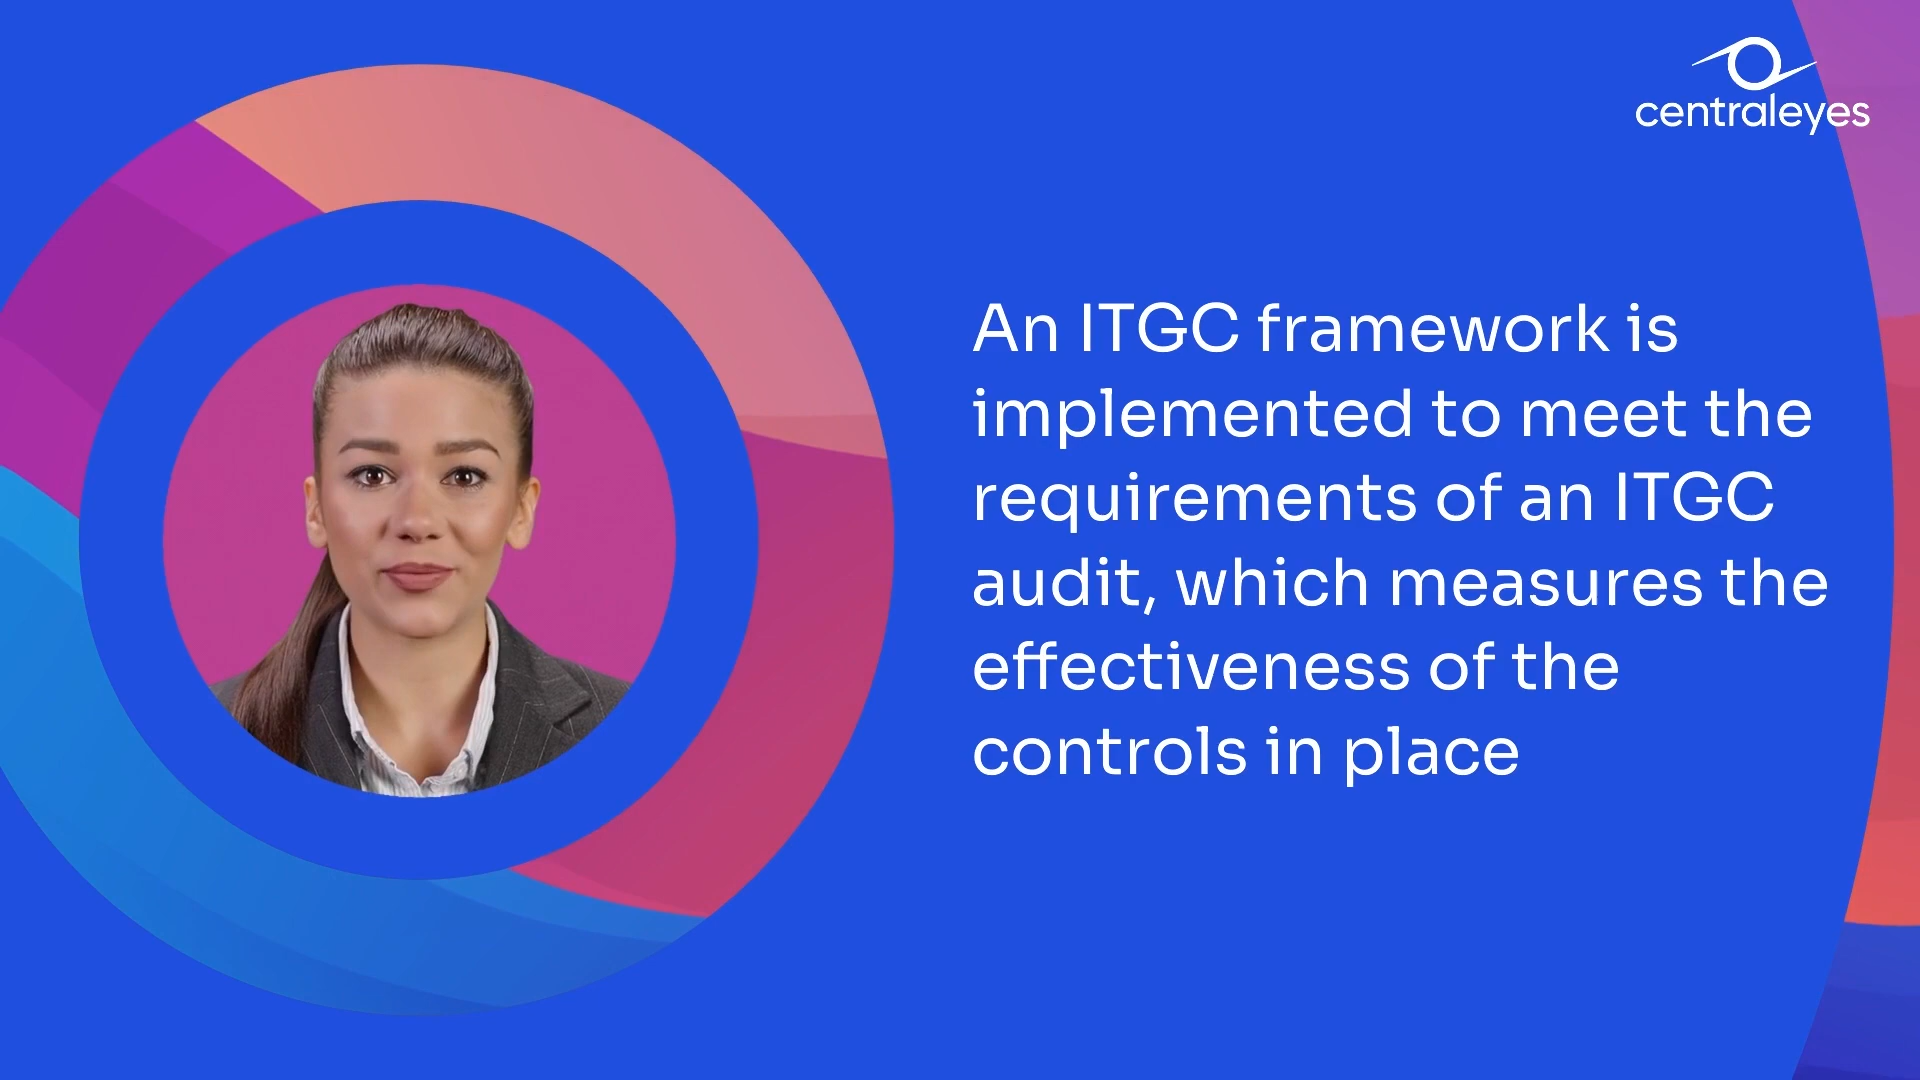 centraleyes
An ITGC framework is
implemented to meet the
requirements of an ITGC
audit, which measures the
effectiveness of the
controls in place